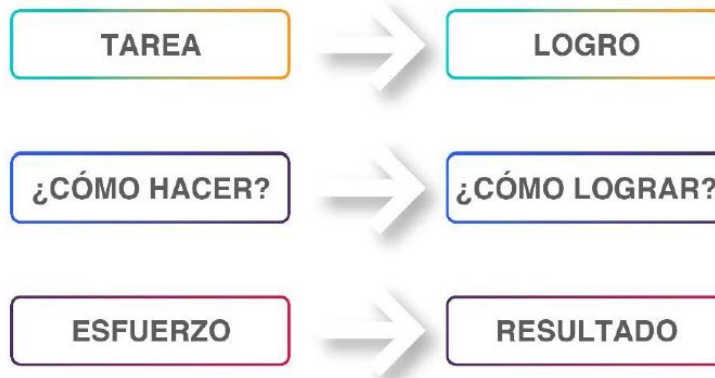 TAREA
LOGRO
¿CÓMO HACER?
¿CÓMO LOGRAR?
ESFUERZO
RESULTADO